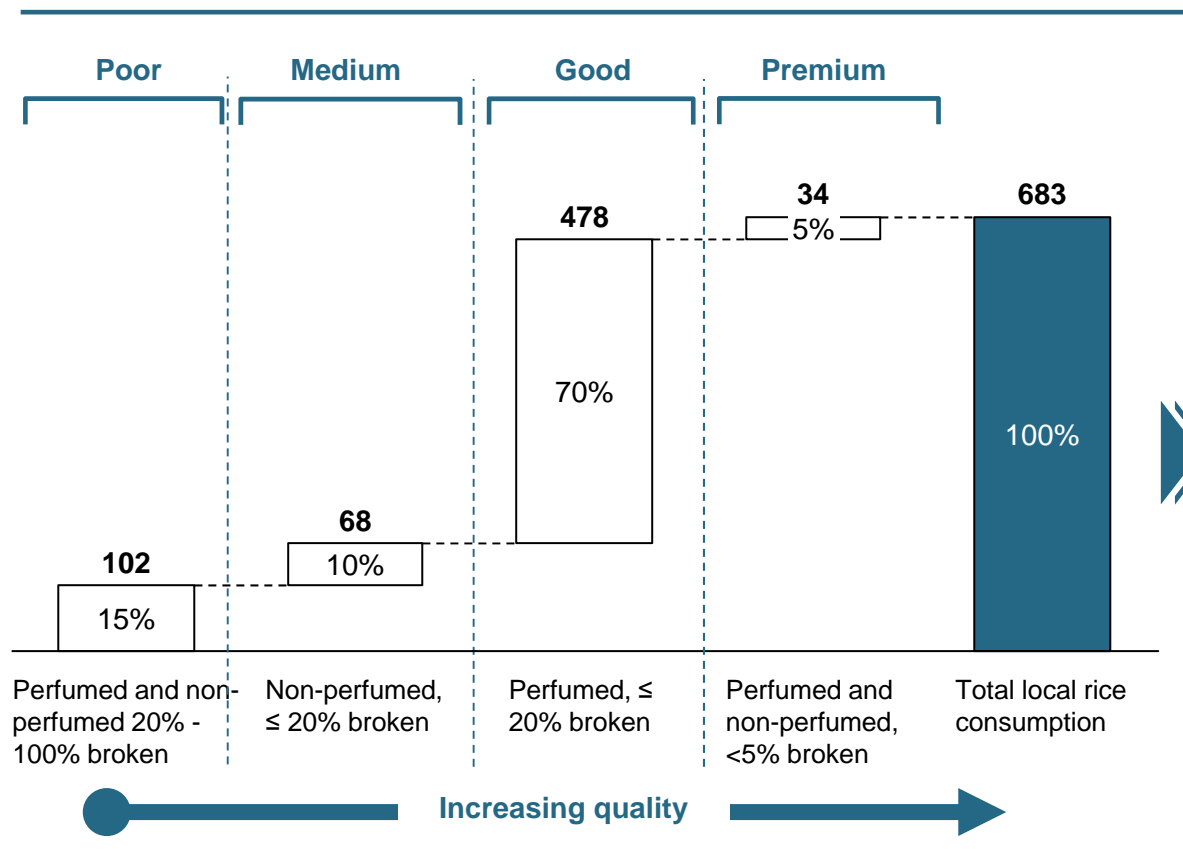 Poor
Medium
Good
Premium
102
15%
68
10%
478
70%
34
5%
683
100%
Perfumed and non-
perfumed 20% -
100% broken
Non-perfumed,
≤ 20% broken
Perfumed, ≤
20% broken
Perfumed and
non-perfumed,
<5% broken
Total local rice
consumption
Increasing quality